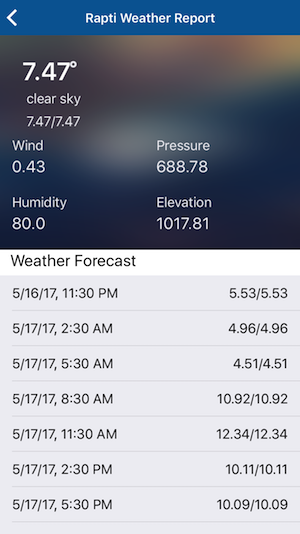 Rapti Weather Report
7.47°
clear sky
7.47/7.47
Wind Pressure
0.43 688.78
Humidity Elevation
80.0 1017.81
Weather Forecast
5/16/17, 11:30 PM 5.53/5.53
5/17/17, 2:30 AM 4.96/4.96
5/17/17, 5:30 AM 4.51/4.51
5/17/17, 8:30 AM 10.92/10.92
5/17/17, 11:30 AM 12.34/12.34
5/17/17, 2:30 PM 10.11/10.11
5/17/17, 5:30 PM 10.09/10.09